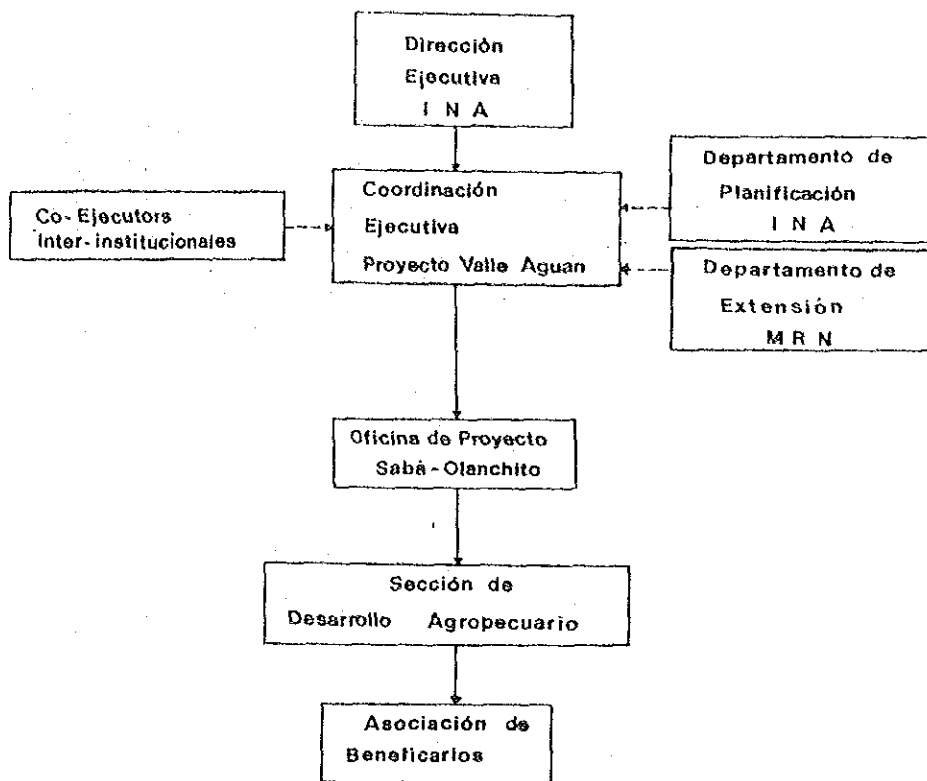 Dirección
Ejecutiva
I N A
Departamento de
Planificación
I N A
Co-Ejecutors
Inter-institucionales
Coordinación
Ejecutiva
Proyecto Valle Aguan
Departamento de
Extensión
M R N
Oficina de Proyecto
Sabá-Olanchito
Sección de
Desarrollo Agropecuario
Asociación de
Beneficarios